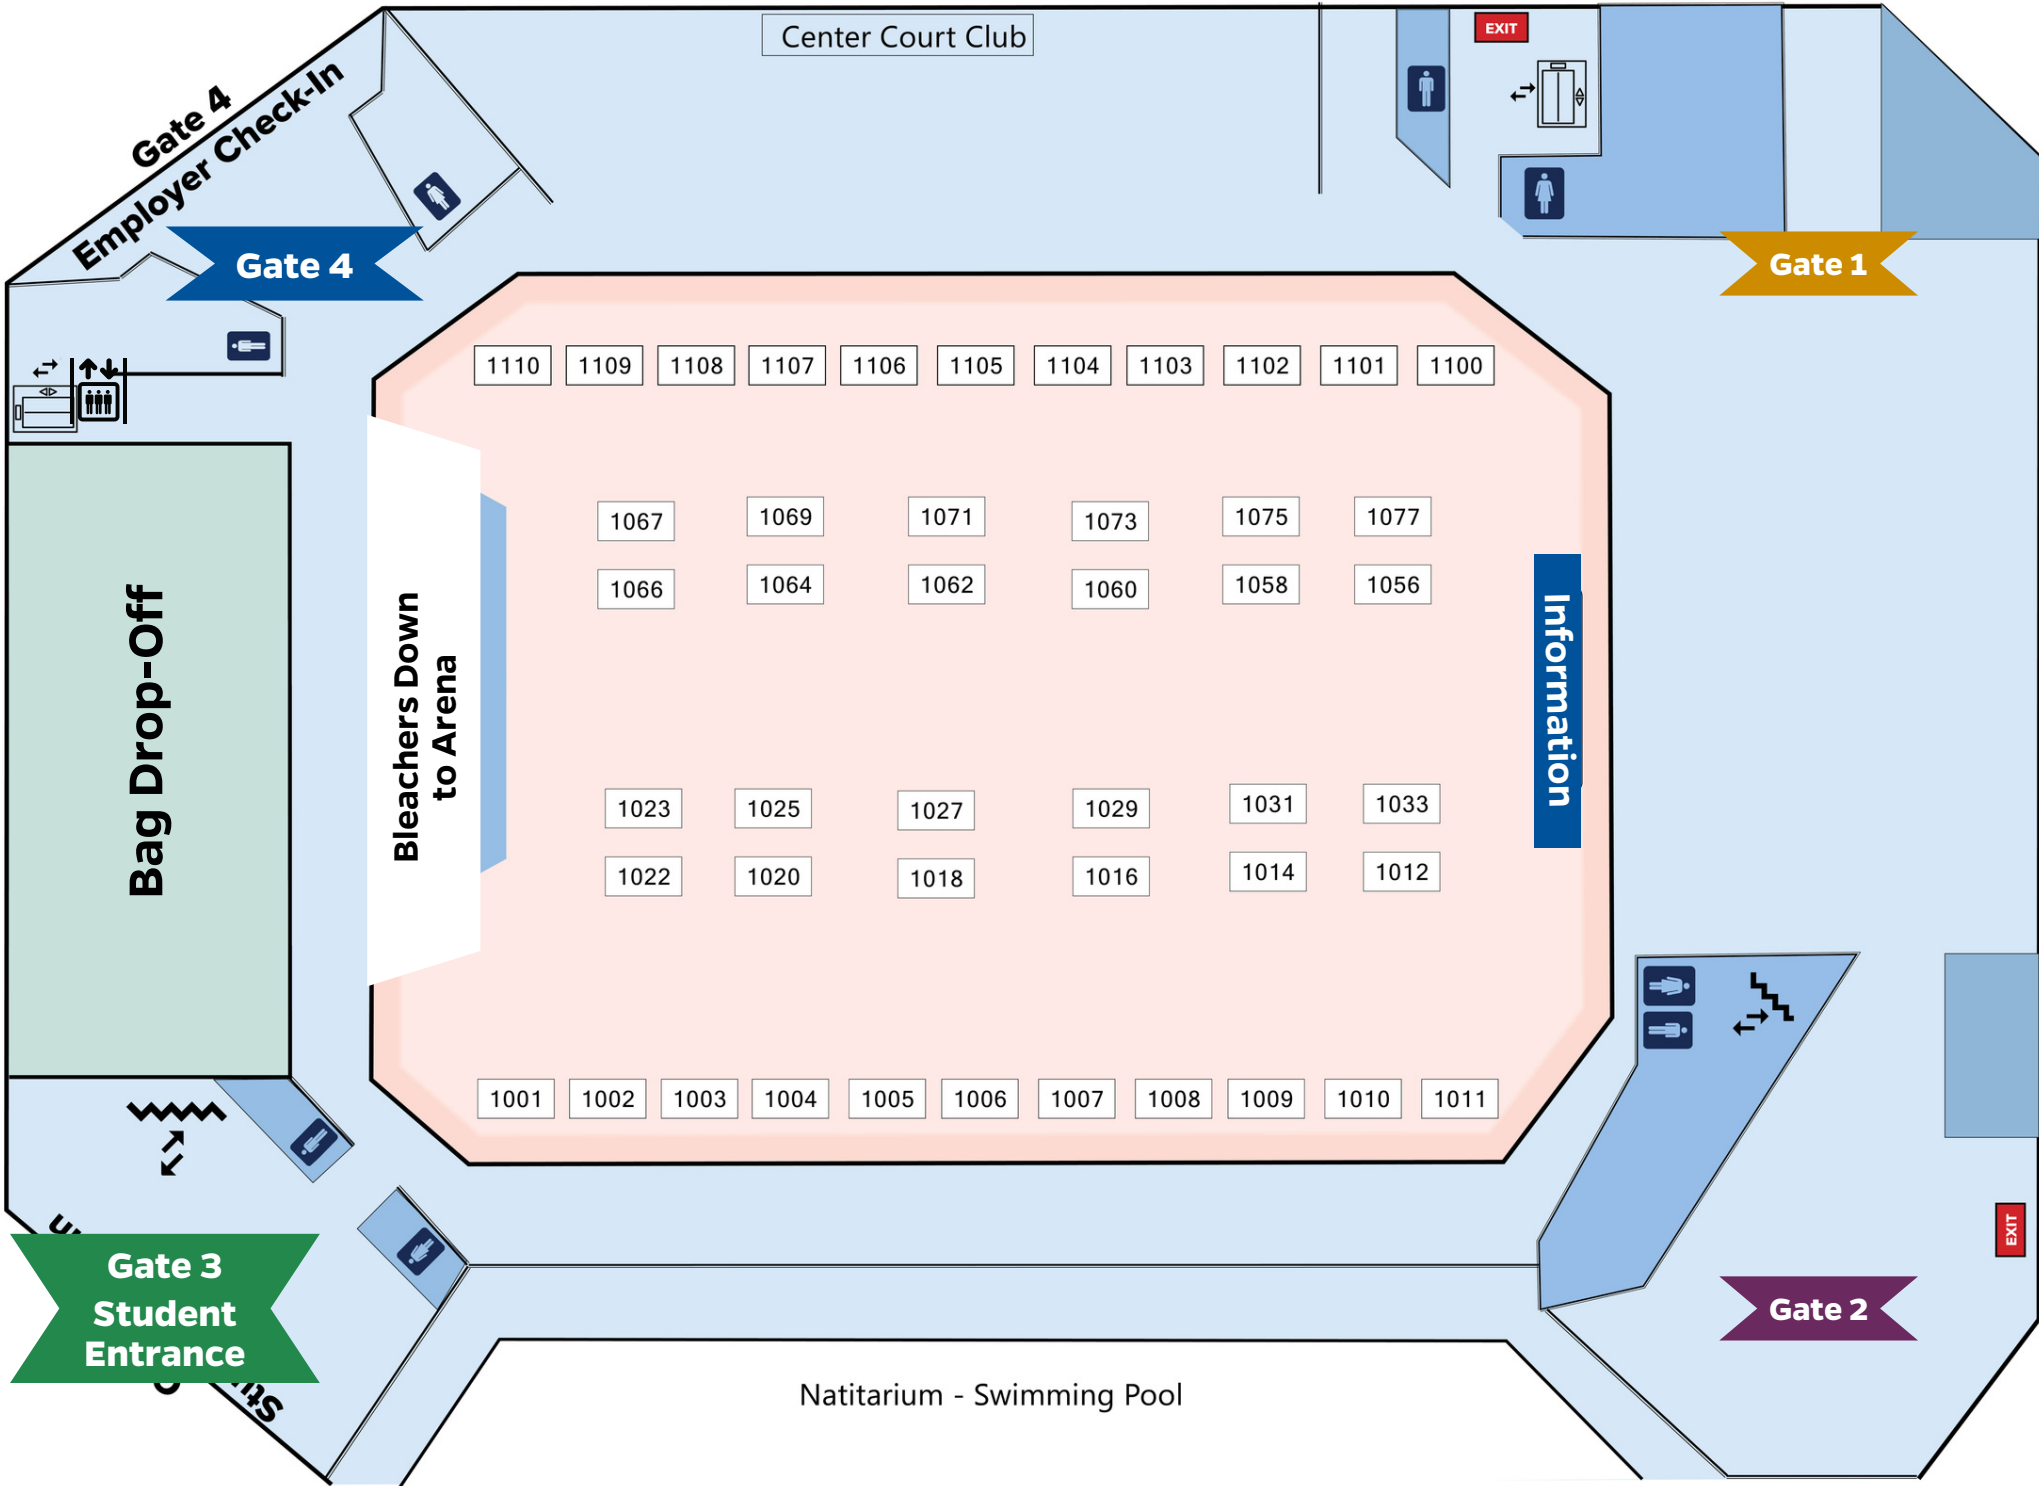 Center Court Club
EXIT
Gate 4
Employer Check-In
Gate 4
Gate 1
1110 1109 1108 1107 1106 1105 1104 1103 1102 1101 1100
1067 1069 1071 1073 1075 1077
1066 1064 1062 1060 1058 1056
Bag Drop-Off
Bleachers Down
to Arena
Information
1023 1025 1027 1029 1031 1033
1022 1020 1018 1016 1014 1012
1001 1002 1003 1004 1005 1006 1007 1008 1009 1010 1011
EXIT
Gate 3
Student
Entrance
Gate 2
Natitarium - Swimming Pool